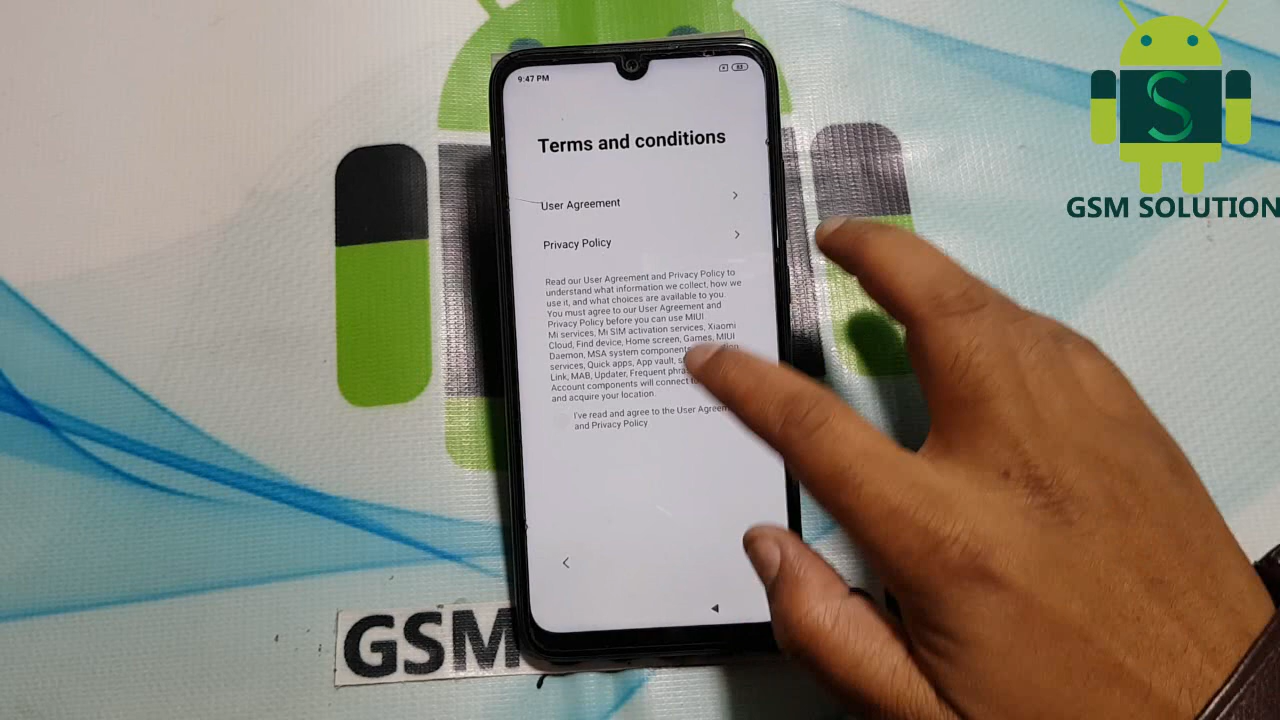 9:47 PM
83
Terms and conditions
User Agreement
Privacy Policy
Read our User Agreement and Privacy Policy to
understand what information we collect, how we
use it, and what choices are available to you.
You must agree to our User Agreement and
Privacy Policy before you can use MIUI
Mi services, Mi SIM activation services, Xiaomi
Cloud, Find device, Home screen, Games, MIUI
Daemon, MSA system components
services, Quick apps, App vault,
Link, MAB, Updater, Frequent
Account components will connect
and acquire your location.
I've read and agree to the User
and Privacy Policy
GSM
S
GSM SOLUTION